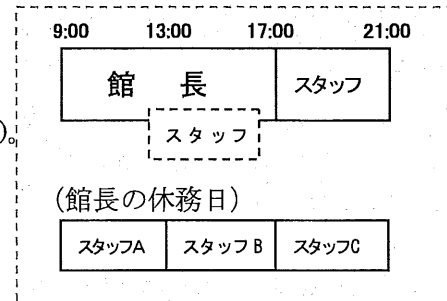 9:00 13:00 17:00 21:00
館 長 スタッフ
スタッフ
)。
(館長の休務日)
スタッフA スタッフB スタッフC